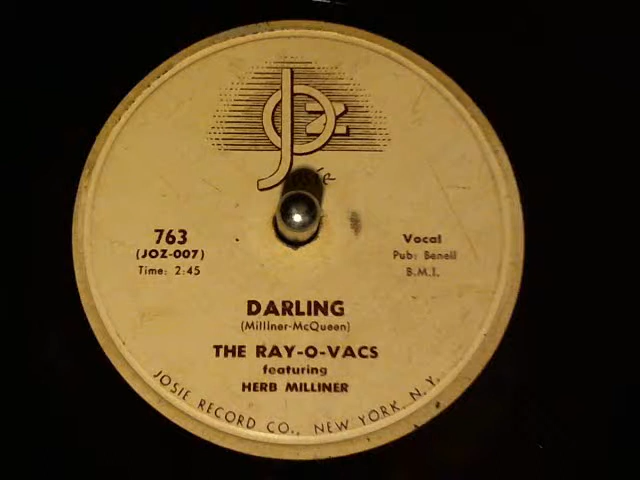 JOZ
763
(JOZ-007)
Time: 2:45
Vocal
Pub: Benell
B.M.I.
DARLING
(Milliner-McQueen)
THE RAY-O-VACS
featuring
HERB MILLINER
JOSIE RECORD CO., NEW YORK, N.Y.